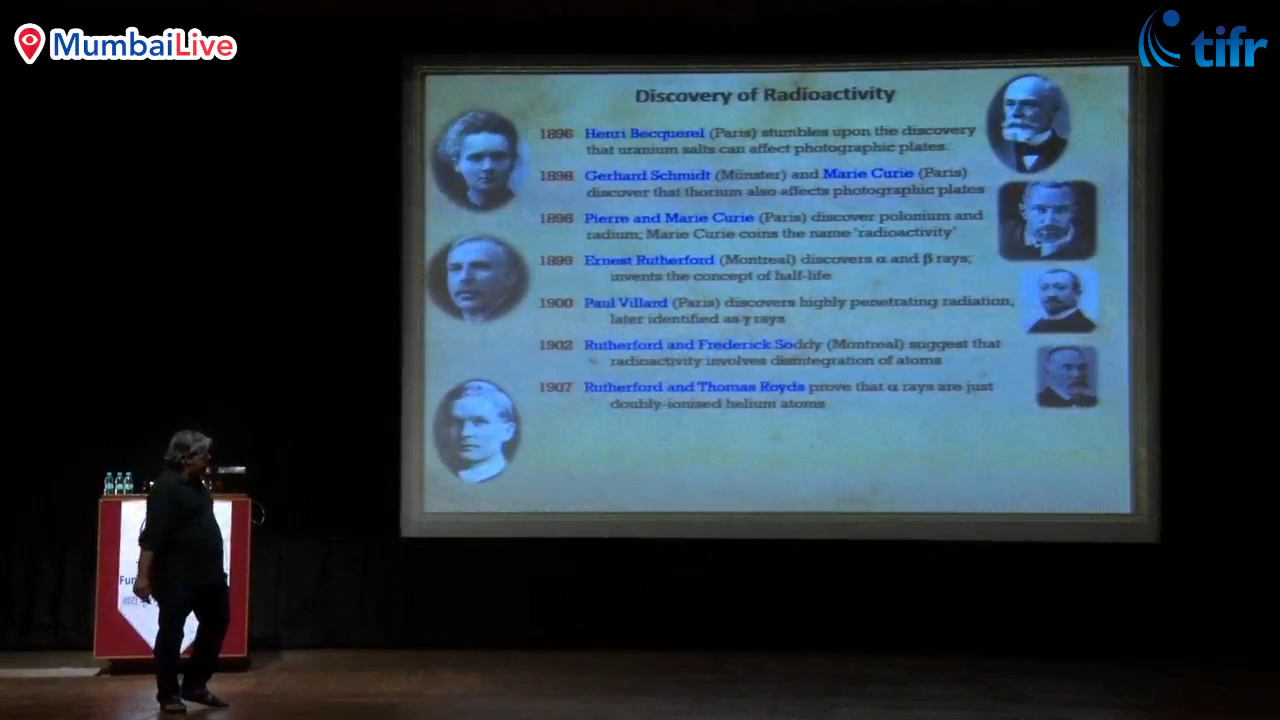 MumbaiLive
tifr
Discovery of Radioactivity
1896 Henri Becquerel (Paris) stumbles upon the discovery
that uranium salts can affect photographic plates.
1898 Gerhard Schmidt (Münster) and Marie Curie (Paris)
discover that thorium also affects photographic plates
1898 Pierre and Marie Curie (Paris) discover polonium and
radium; Marie Curie coins the name 'radioactivity'
1899 Ernest Rutherford (Montreal) discovers α and β rays;
invents the concept of half-life
1900 Paul Villard (Paris) discovers highly penetrating radiation,
later identified as γ rays
1902 Rutherford and Frederick Soddy (Montreal) suggest that
radioactivity involves disintegration of atoms
1907 Rutherford and Thomas Royds prove that α rays are just
doubly-ionised helium atoms